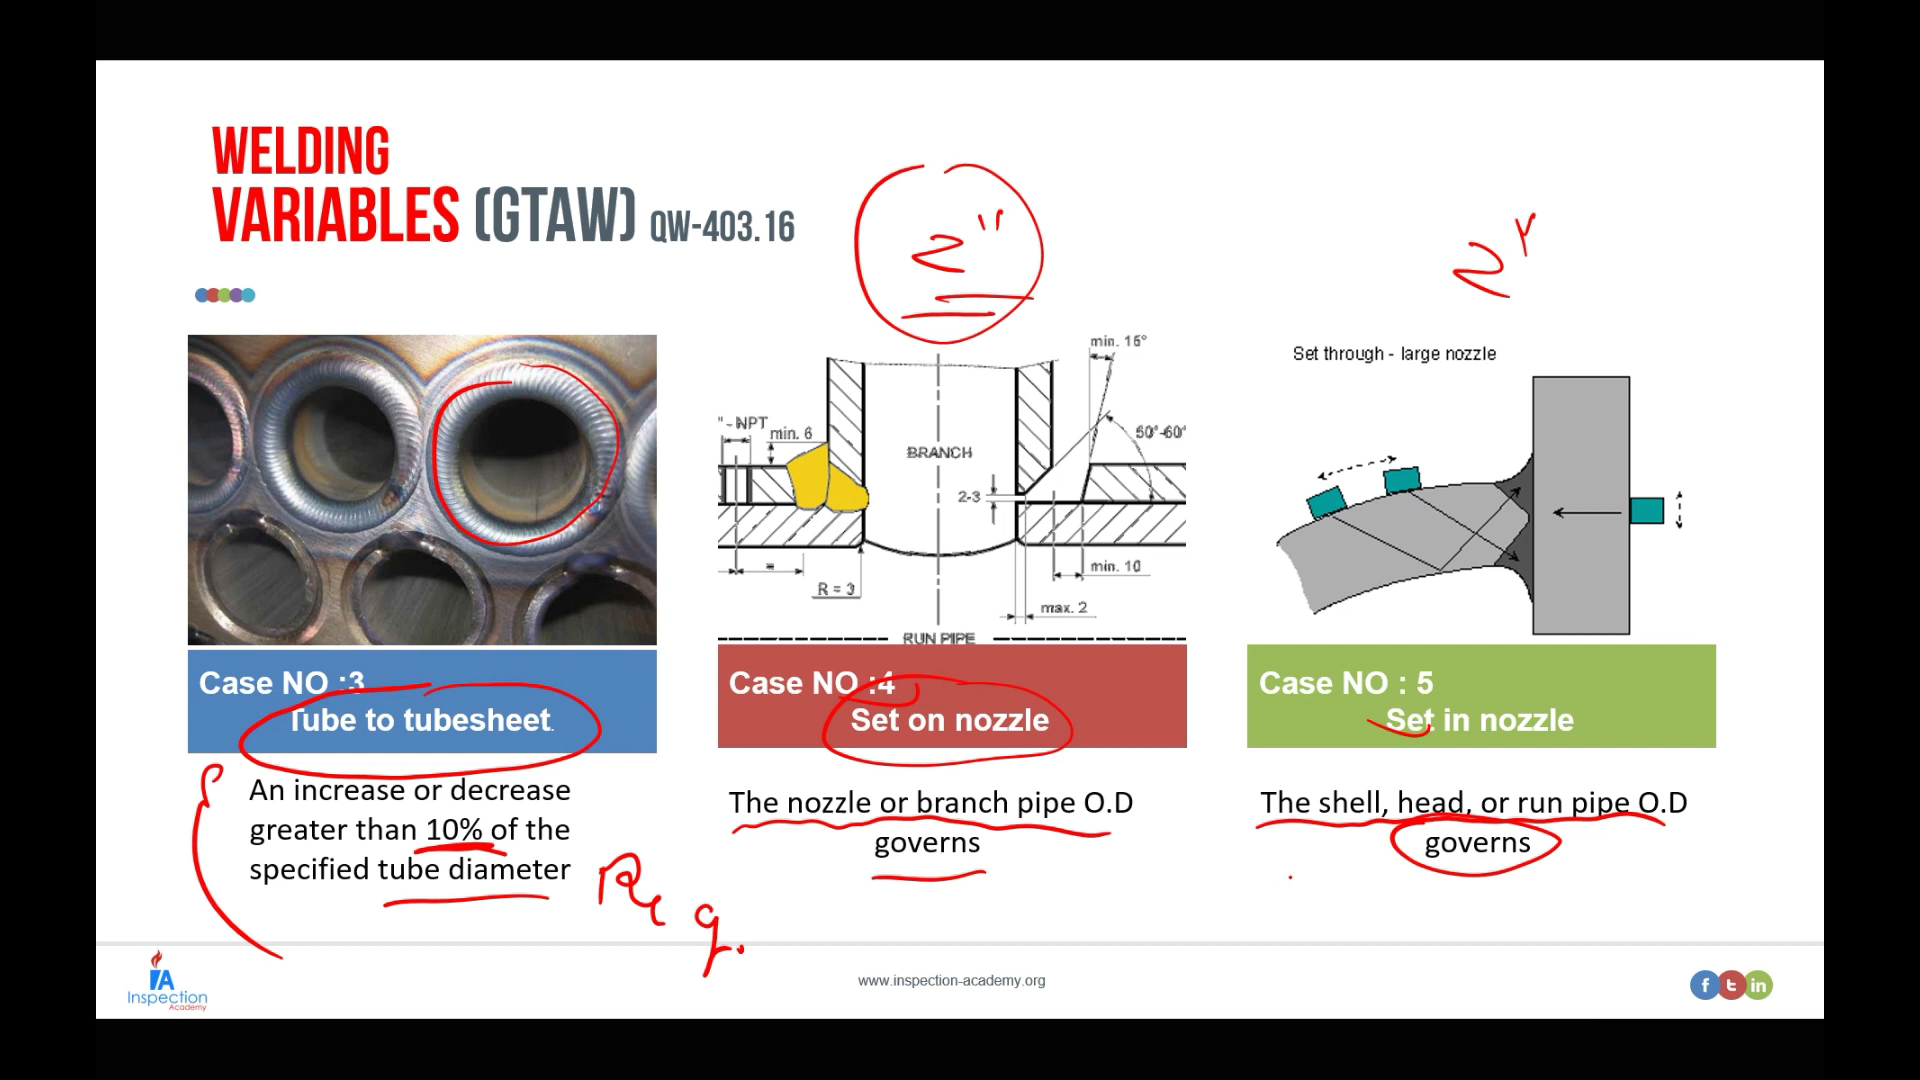 WELDING
VARIABLES (GTAW) QW-403.16
2"
2"
Set through - large nozzle
min. 15°
"-NPT
min. 6
50°-60°
BRANCH
2-3
=
min. 10
R = 3
max. 2
RUN PIPE
Case NO :3
Tube to tubesheet.
An increase or decrease
greater than 10% of the
specified tube diameter
Req.
Case NO :4
Set on nozzle
The nozzle or branch pipe O.D
governs
Case NO : 5
Set in nozzle
The shell, head, or run pipe O.D
governs
IA
Inspection
Academy
www.inspection-academy.org
f t in